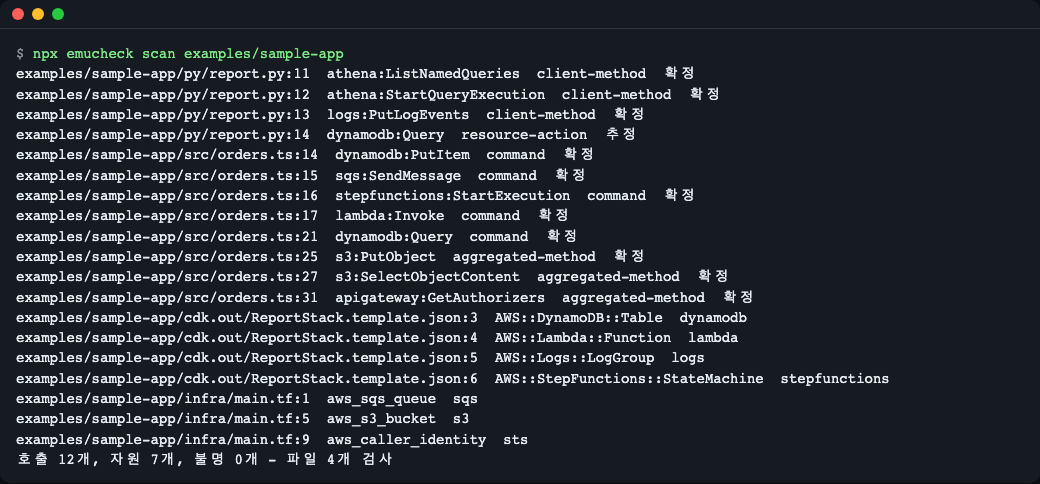 $ npx emucheck scan examples/sample-app
examples/sample-app/py/report.py:11  athena:ListNamedQueries  client-method  확정
examples/sample-app/py/report.py:12  athena:StartQueryExecution  client-method  확정
examples/sample-app/py/report.py:13  logs:PutLogEvents  client-method  확정
examples/sample-app/py/report.py:14  dynamodb:Query  resource-action  추정
examples/sample-app/src/orders.ts:14  dynamodb:PutItem  command  확정
examples/sample-app/src/orders.ts:15  sqs:SendMessage  command  확정
examples/sample-app/src/orders.ts:16  stepfunctions:StartExecution  command  확정
examples/sample-app/src/orders.ts:17  lambda:Invoke  command  확정
examples/sample-app/src/orders.ts:21  dynamodb:Query  command  확정
examples/sample-app/src/orders.ts:25  s3:PutObject  aggregated-method  확정
examples/sample-app/src/orders.ts:27  s3:SelectObjectContent  aggregated-method  확정
examples/sample-app/src/orders.ts:31  apigateway:GetAuthorizers  aggregated-method  확정
examples/sample-app/cdk.out/ReportStack.template.json:3  AWS::DynamoDB::Table  dynamodb
examples/sample-app/cdk.out/ReportStack.template.json:4  AWS::Lambda::Function  lambda
examples/sample-app/cdk.out/ReportStack.template.json:5  AWS::Logs::LogGroup  logs
examples/sample-app/cdk.out/ReportStack.template.json:6  AWS::StepFunctions::StateMachine  stepfunctions
examples/sample-app/infra/main.tf:1  aws_sqs_queue  sqs
examples/sample-app/infra/main.tf:5  aws_s3_bucket  s3
examples/sample-app/infra/main.tf:9  aws_caller_identity  sts
호출 12개, 자원 7개, 불명 0개 — 파일 4개 검사